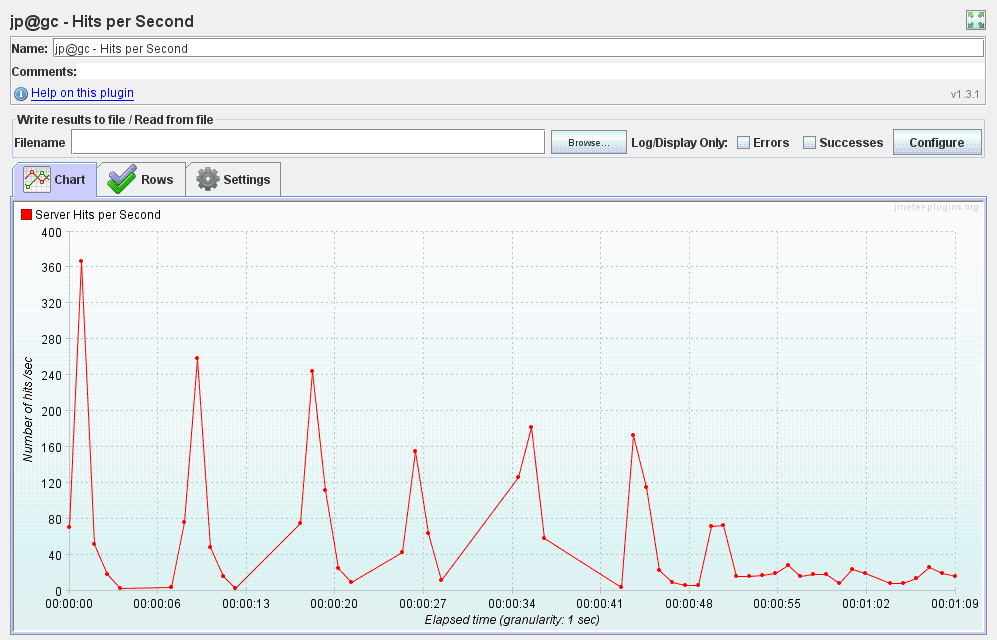 jp@gc - Hits per Second
Name: jp@gc - Hits per Second
Comments:
Help on this plugin
v1.3.1
Write results to file / Read from file
Filename Browse... Log/Display Only: Errors Successes Configure
Chart Rows Settings
Server Hits per Second
jmeter-plugins.org
400
360
320
280
240
200
160
120
80
40
0
Number of hits /sec
00:00:00 00:00:06 00:00:13 00:00:20 00:00:27 00:00:34 00:00:41 00:00:48 00:00:55 00:01:02 00:01:09
Elapsed time (granularity: 1 sec)